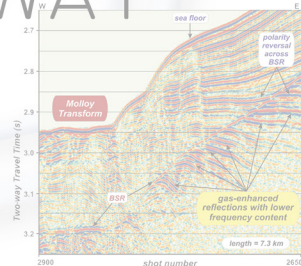 WAY
W
E
sea floor
polarity
reversal
across
BSR
2.7
2.8
2.9
3.0
3.1
3.2
Molloy
Transform
Two-way Travel Time (s)
BSR
gas-enhanced
reflections with lower
frequency content
length = 7.3 km
2900
shot number
2650